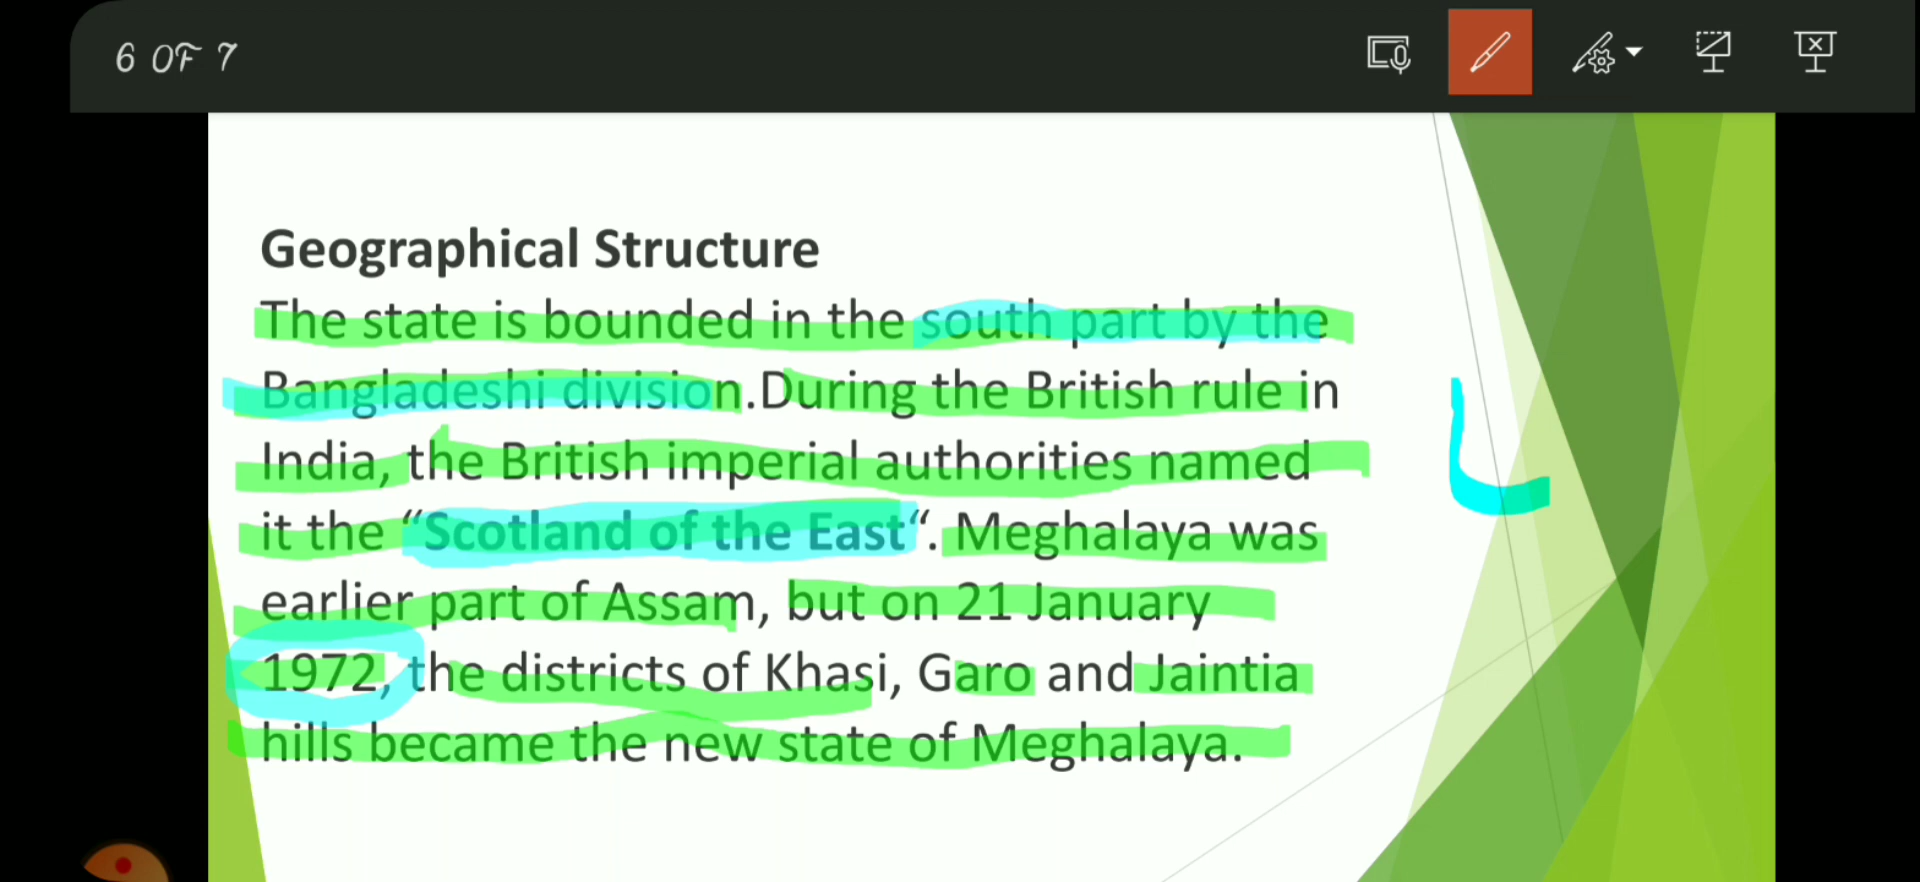 6 OF 7
Geographical Structure
The state is bounded in the south part by the
Bangladeshi division.During the British rule in
India, the British imperial authorities named
it the “Scotland of the East“. Meghalaya was
earlier part of Assam, but on 21 January
1972, the districts of Khasi, Garo and Jaintia
hills became the new state of Meghalaya.